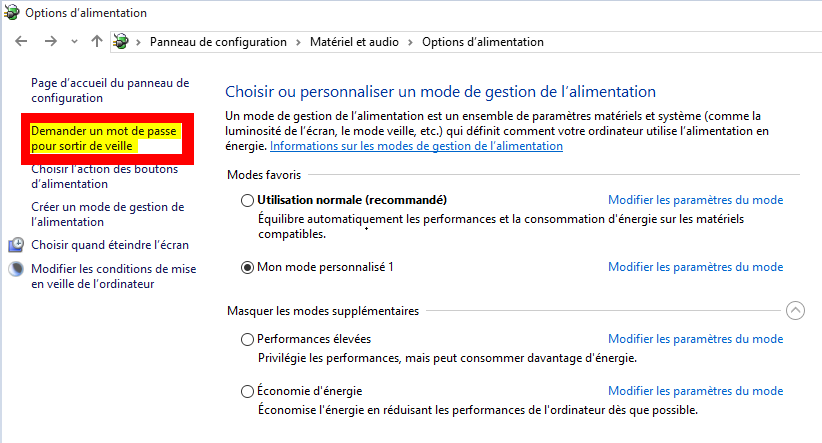 Options d'alimentation
Panneau de configuration > Matériel et audio > Options d'alimentation
Page d'accueil du panneau de
configuration
Demander un mot de passe
pour sortir de veille
Choisir l'action des boutons
d'alimentation
Créer un mode de gestion de
l'alimentation
Choisir quand éteindre l'écran
Modifier les conditions de mise
en veille de l'ordinateur
Choisir ou personnaliser un mode de gestion de l'alimentation
Un mode de gestion de l'alimentation est un ensemble de paramètres matériels et système (comme la
luminosité de l'écran, le mode veille, etc.) qui définit comment votre ordinateur utilise l'alimentation en
énergie. Informations sur les modes de gestion de l'alimentation
Modes favoris
Utilisation normale (recommandé) Modifier les paramètres du mode
Équilibre automatiquement les performances et la consommation d'énergie sur les matériels
compatibles.
Mon mode personnalisé 1 Modifier les paramètres du mode
Masquer les modes supplémentaires
Performances élevées Modifier les paramètres du mode
Privilégie les performances, mais peut consommer davantage d'énergie.
Économie d'énergie Modifier les paramètres du mode
Économise l'énergie en réduisant les performances de l'ordinateur dès que possible.